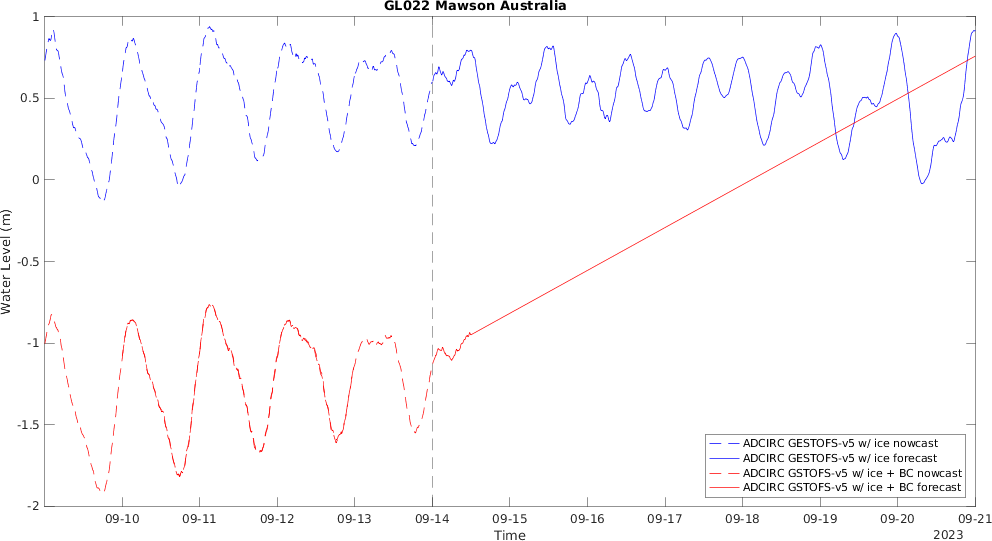 GL022 Mawson Australia
1
0.5
0
-0.5
-1
-1.5
-2
Water Level (m)
ADCIRC GESTOFS-v5 w/ ice nowcast
ADCIRC GESTOFS-v5 w/ ice forecast
ADCIRC GSTOFS-v5 w/ ice + BC nowcast
ADCIRC GSTOFS-v5 w/ ice + BC forecast
09-10 09-11 09-12 09-13 09-14 09-15 09-16 09-17 09-18 09-19 09-20 09-21
Time
2023